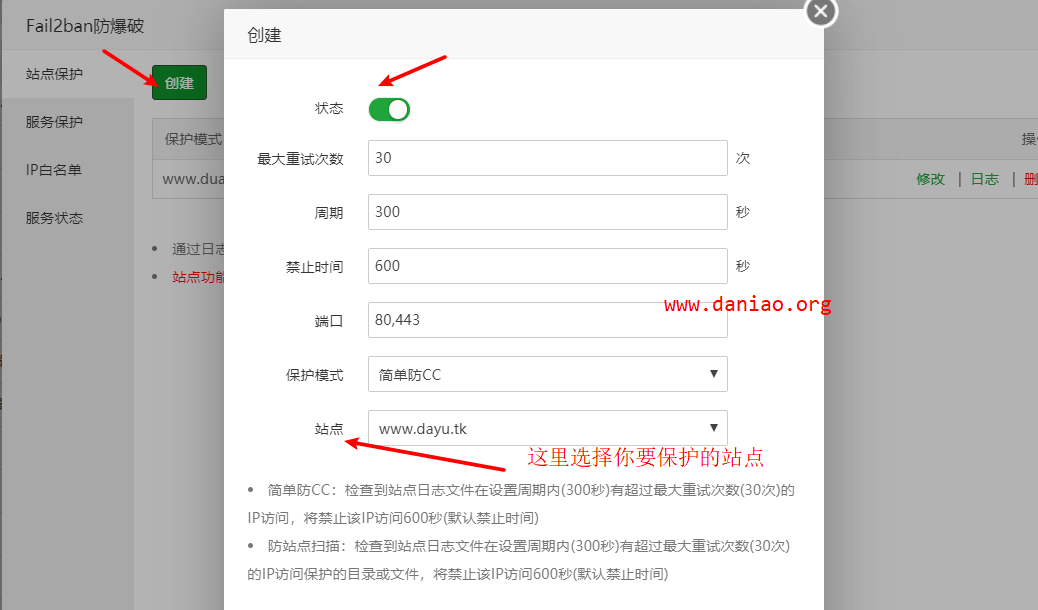 Fail2ban防爆破
站点保护
服务保护
IP白名单
服务状态
创建
保护模式
www.dua
操
修改 | 日志 | 删
通过日志
站点功能
创建
状态
最大重试次数 30 次
周期 300 秒
禁止时间 600 秒
www.daniao.org
端口 80,443
保护模式 简单防CC
站点 www.dayu.tk
这里选择你要保护的站点
• 简单防CC：检查到站点日志文件在设置周期内(300秒)有超过最大重试次数(30次)的
IP访问，将禁止该IP访问600秒(默认禁止时间)
• 防站点扫描：检查到站点日志文件在设置周期内(300秒)有超过最大重试次数(30次)
的IP访问保护的目录或文件，将禁止该IP访问600秒(默认禁止时间)